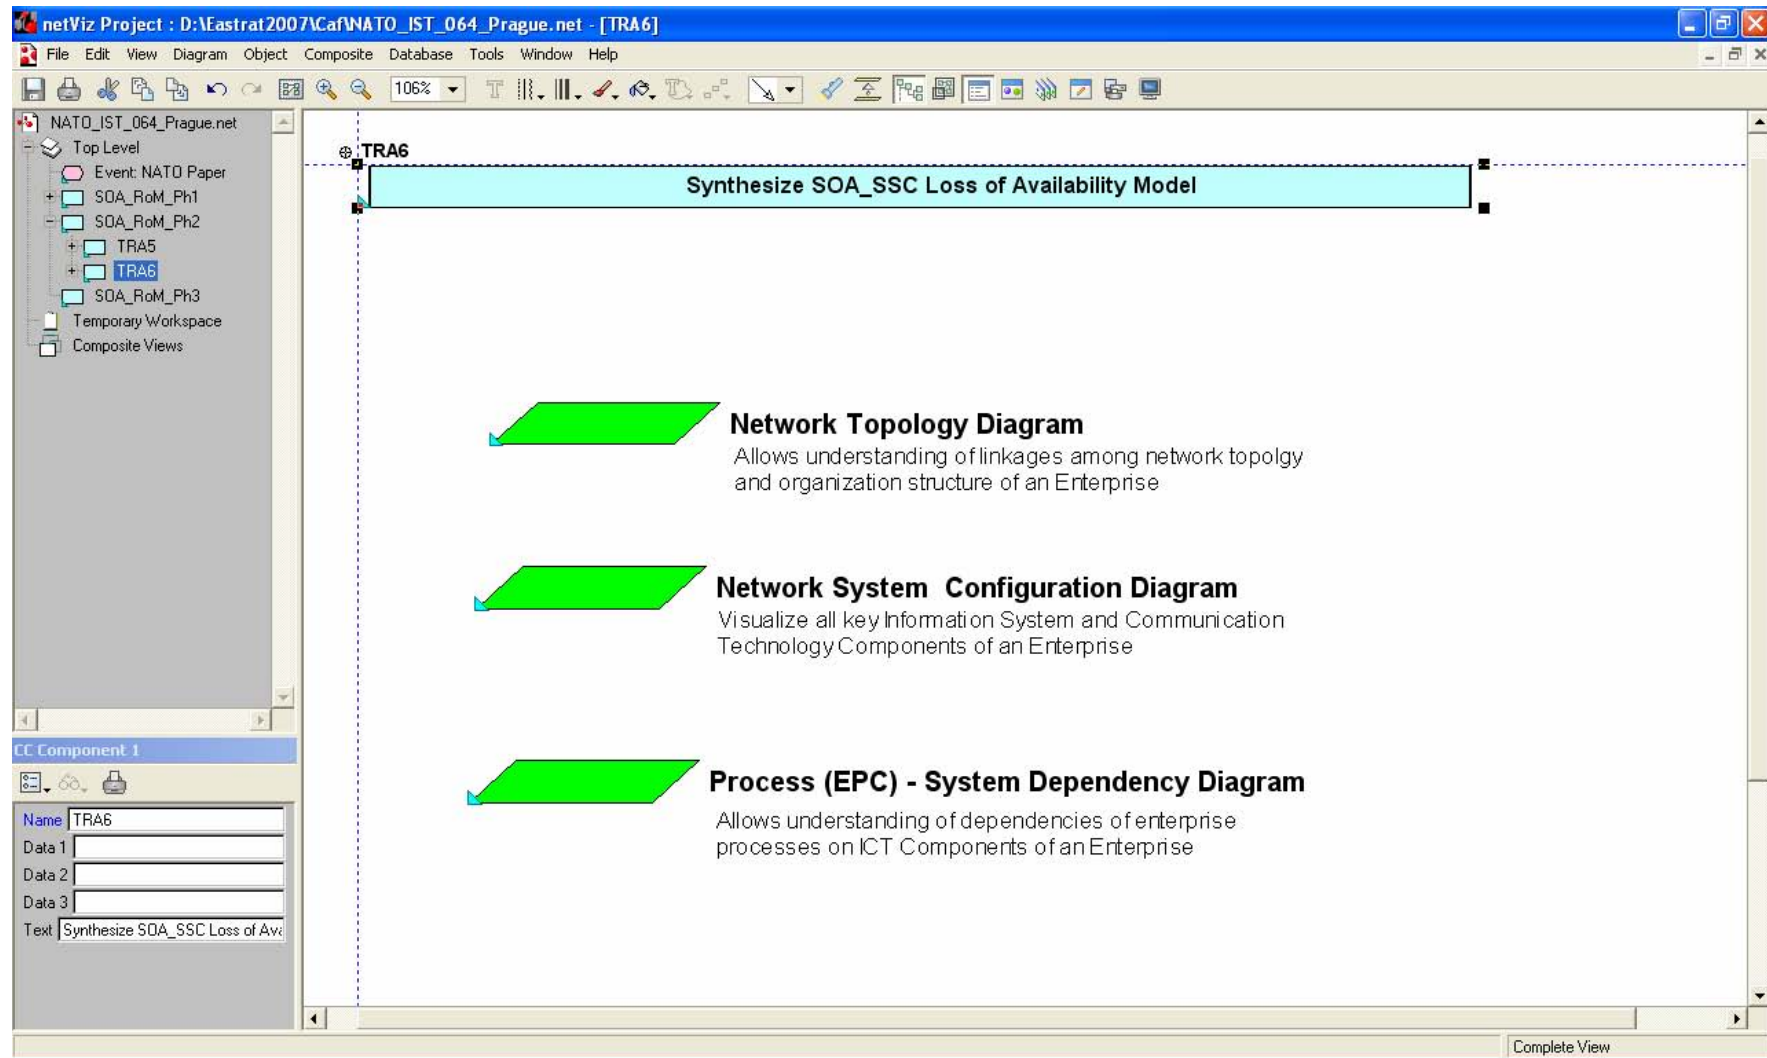 netViz Project : D:\Eastrat2007\Caf\NATO_IST_064_Prague.net - [TRA6]
File Edit View Diagram Object Composite Database Tools Window Help
106%
NATO_IST_064_Prague.net
Top Level
Event: NATO Paper
SOA_RoM_Ph1
SOA_RoM_Ph2
TRA5
TRA6
SOA_RoM_Ph3
Temporary Workspace
Composite Views
CC Component 1
Name TRA6
Data 1
Data 2
Data 3
Text Synthesize SOA_SSC Loss of Ava
TRA6
Synthesize SOA_SSC Loss of Availability Model
Network Topology Diagram
Allows understanding of linkages among network topolgy
and organization structure of an Enterprise
Network System Configuration Diagram
Visualize all key Information System and Communication
Technology Components of an Enterprise
Process (EPC) - System Dependency Diagram
Allows understanding of dependencies of enterprise
processes on ICT Components of an Enterprise
Complete View